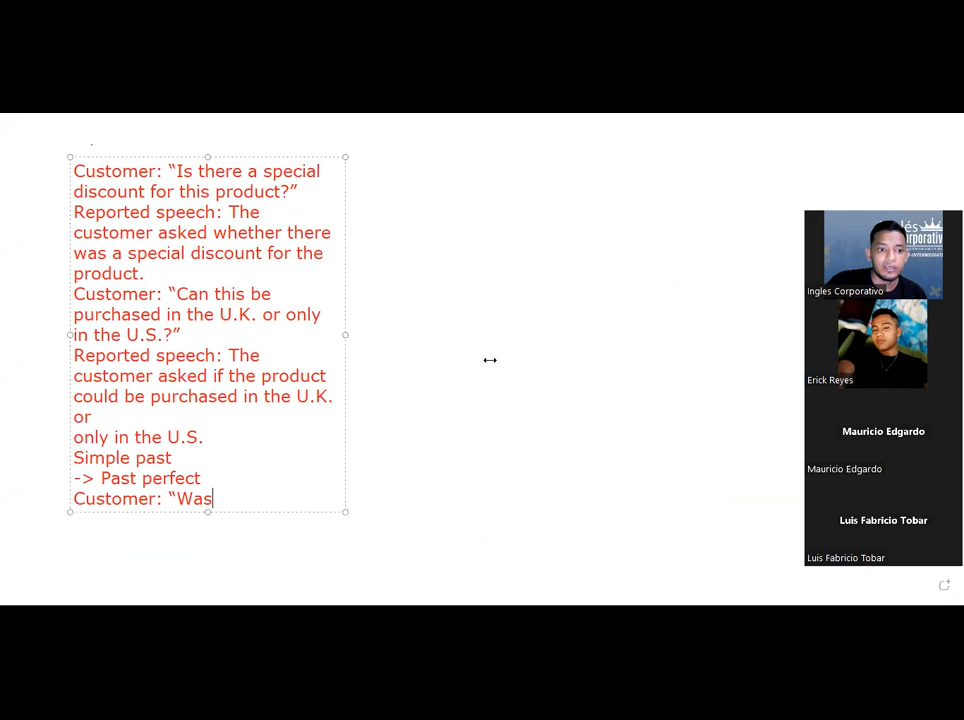 Customer: “Is there a special
discount for this product?”
Reported speech: The
customer asked whether there
was a special discount for the
product.
Customer: “Can this be
purchased in the U.K. or only
in the U.S.?”
Reported speech: The
customer asked if the product
could be purchased in the U.K.
or
only in the U.S.
Simple past
-> Past perfect
Customer: “Was
Ingles Corporativo
Erick Reyes
Mauricio Edgardo
Mauricio Edgardo
Luis Fabricio Tobar
Luis Fabricio Tobar